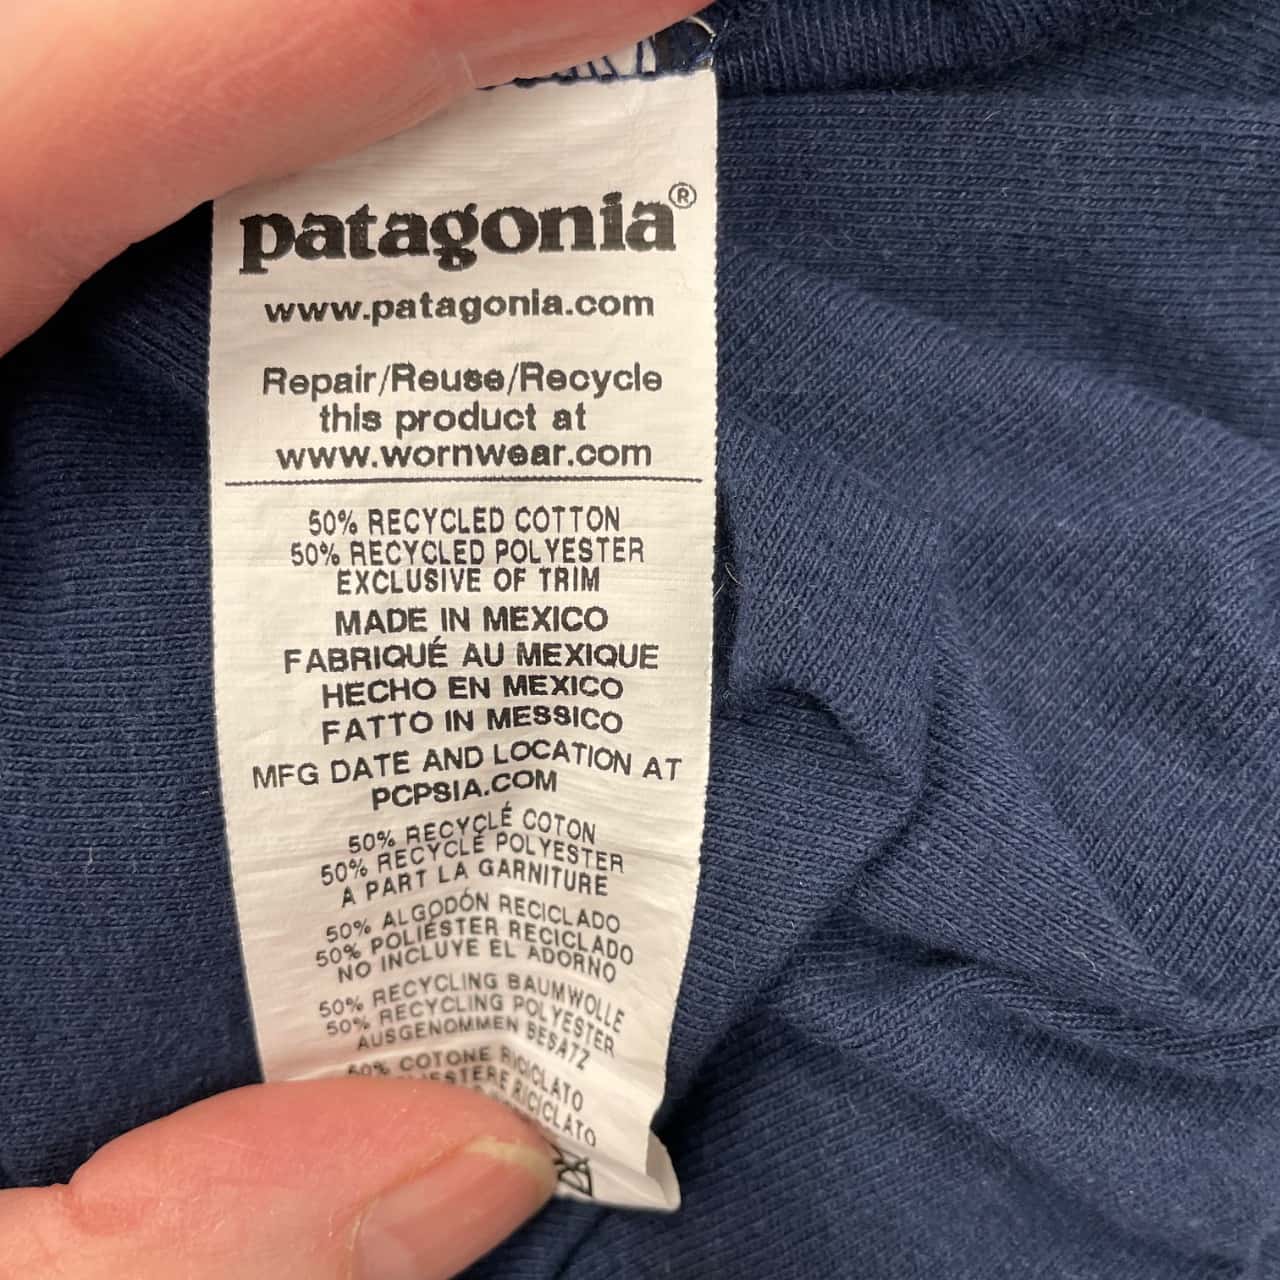 patagonia®
www.patagonia.com
Repair/Reuse/Recycle
this product at
www.wornwear.com
50% RECYCLED COTTON
50% RECYCLED POLYESTER
EXCLUSIVE OF TRIM
MADE IN MEXICO
FABRIQUÉ AU MEXIQUE
HECHO EN MEXICO
FATTO IN MESSICO
MFG DATE AND LOCATION AT
PCPSIA.COM
50% RECYCLÉ COTON
50% RECYCLÉ POLYESTER
A PART LA GARNITURE
50% ALGODÓN RECICLADO
50% POLIÉSTER RECICLADO
NO INCLUYE EL ADORNO
50% RECYCLING BAUMWOLLE
50% RECYCLING POLYESTER
AUSGENOMMEN BESATZ
50% COTONE RICICLATO
RICICLATO